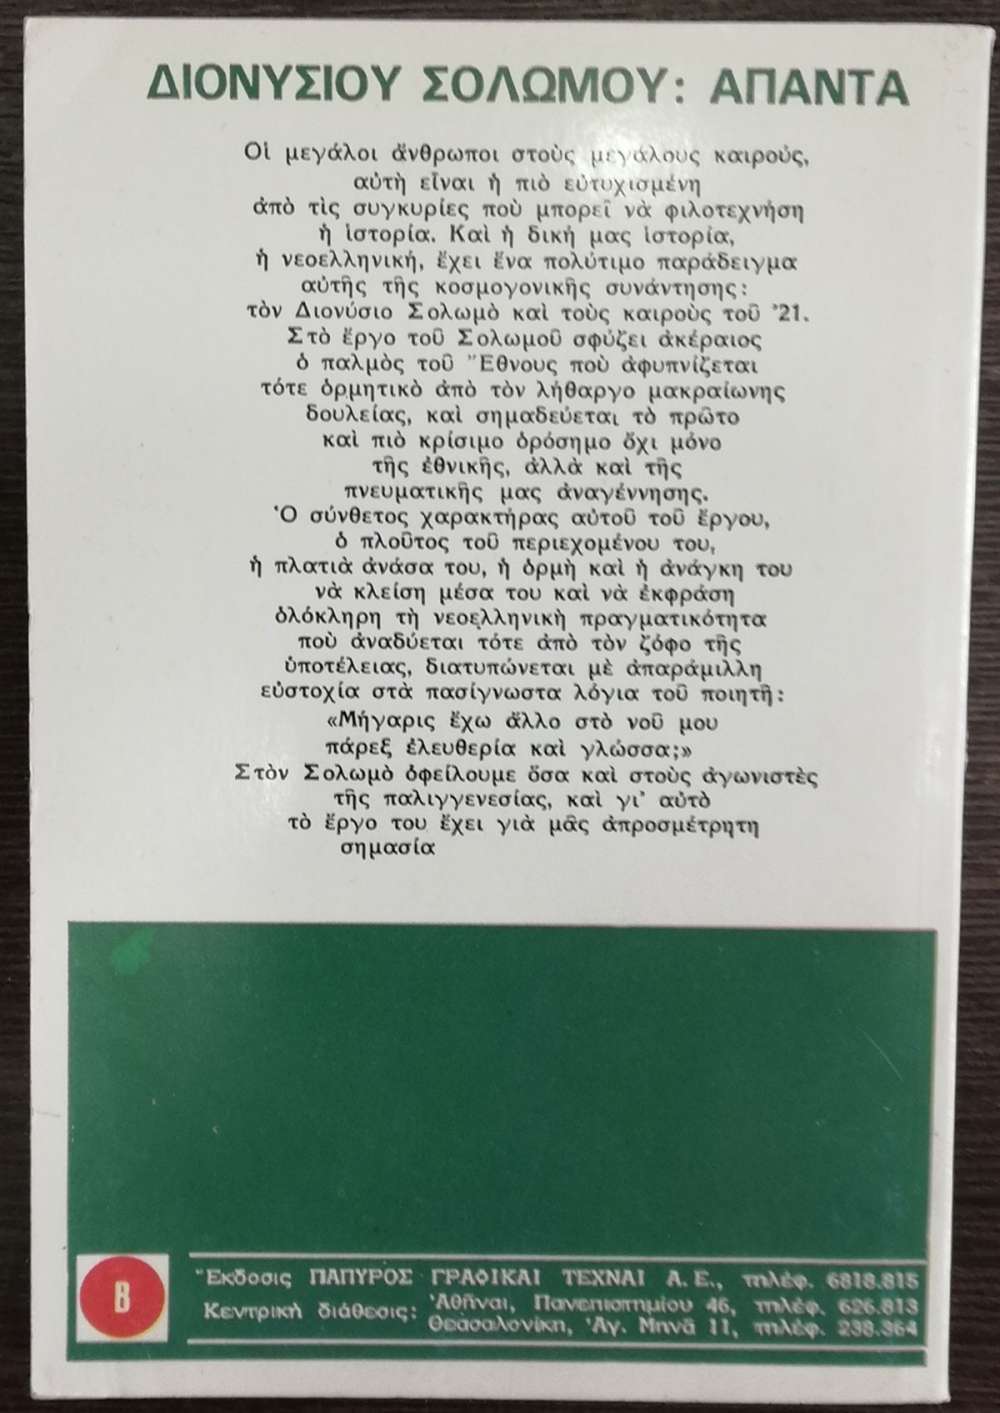 ΔΙΟΝΥΣΙΟΥ ΣΟΛΩΜΟΥ: ΑΠΑΝΤΑ
Οἱ μεγάλοι ἄνθρωποι στοὺς μεγάλους καιρούς,
αὐτὴ εἶναι ἡ πιὸ εὐτυχισμένη
ἀπὸ τὶς συγκυρίες ποὺ μπορεῖ νὰ φιλοτεχνήση
ἡ ἱστορία. Καὶ ἡ δική μας ἱστορία,
ἡ νεοελληνική, ἔχει ἕνα πολύτιμο παράδειγμα
αὐτῆς τῆς κοσμογονικῆς συνάντησης:
τὸν Διονύσιο Σολωμὸ καὶ τοὺς καιροὺς τοῦ ’21.
Στὸ ἔργο τοῦ Σολωμοῦ σφύζει ἀκέραιος
ὁ παλμὸς τοῦ Ἔθνους ποὺ ἀφυπνίζεται
τότε ὁρμητικὸ ἀπὸ τὸν λήθαργο μακραίωνης
δουλείας, καὶ σημαδεύεται τὸ πρῶτο
καὶ πιὸ κρίσιμο ὁρόσημο ὄχι μόνο
τῆς ἐθνικῆς, ἀλλὰ καὶ τῆς
πνευματικῆς μας ἀναγέννησης.
Ὁ σύνθετος χαρακτήρας αὐτοῦ τοῦ ἔργου,
ὁ πλοῦτος τοῦ περιεχομένου του,
ἡ πλατιὰ ἀνάσα του, ἡ ὁρμὴ καὶ ἡ ἀνάγκη του
νὰ κλείση μέσα του καὶ νὰ ἐκφράση
ὁλόκληρη τὴ νεοελληνικὴ πραγματικότητα
ποὺ ἀναδύεται τότε ἀπὸ τὸν ζόφο τῆς
ὑποτέλειας, διατυπώνεται μὲ ἀπαράμιλλη
εὐστοχία στὰ πασίγνωστα λόγια τοῦ ποιητῆ:
«Μήγαρις ἔχω ἄλλο στὸ νοῦ μου
πάρεξ ἐλευθερία καὶ γλώσσα;»
Στὸν Σολωμὸ ὀφείλουμε ὅσα καὶ στοὺς ἀγωνιστὲς
τῆς παλιγγενεσίας, καὶ γι’ αὐτὸ
τὸ ἔργο του ἔχει γιὰ μᾶς ἀπροσμέτρητη
σημασία
Β
Ἔκδοσις ΠΑΠΥΡΟΣ ΓΡΑΦΙΚΑΙ ΤΕΧΝΑΙ Α.Ε., τηλέφ. 6818.815
Κεντρικὴ διάθεσις: Ἀθῆναι, Πανεπιστημίου 46, τηλέφ. 626.813
Θεσσαλονίκη, Ἁγ. Μηνᾶ 11, τηλέφ. 238.364